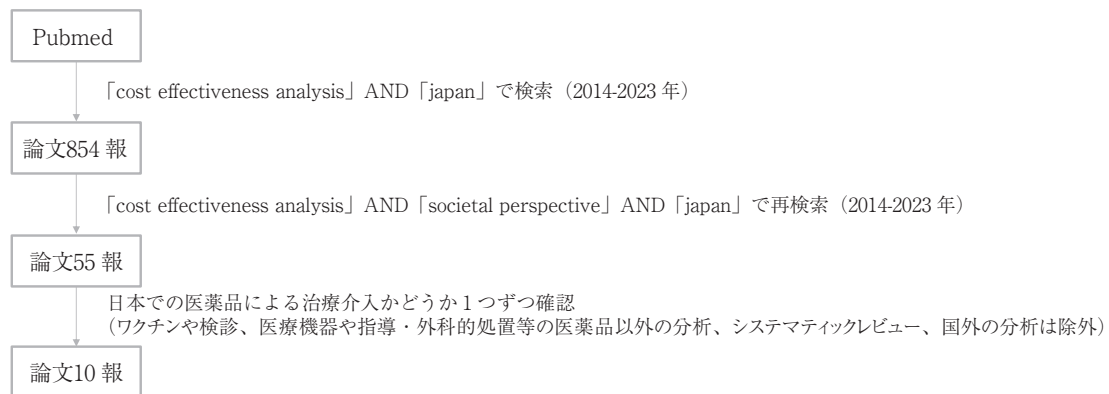 Pubmed
「cost effectiveness analysis」AND「japan」で検索（2014-2023 年）
論文854 報
「cost effectiveness analysis」AND「societal perspective」AND「japan」で再検索（2014-2023 年）
論文55 報
日本での医薬品による治療介入かどうか１つずつ確認
（ワクチンや検診、医療機器や指導・外科的処置等の医薬品以外の分析、システマティックレビュー、国外の分析は除外）
論文10 報